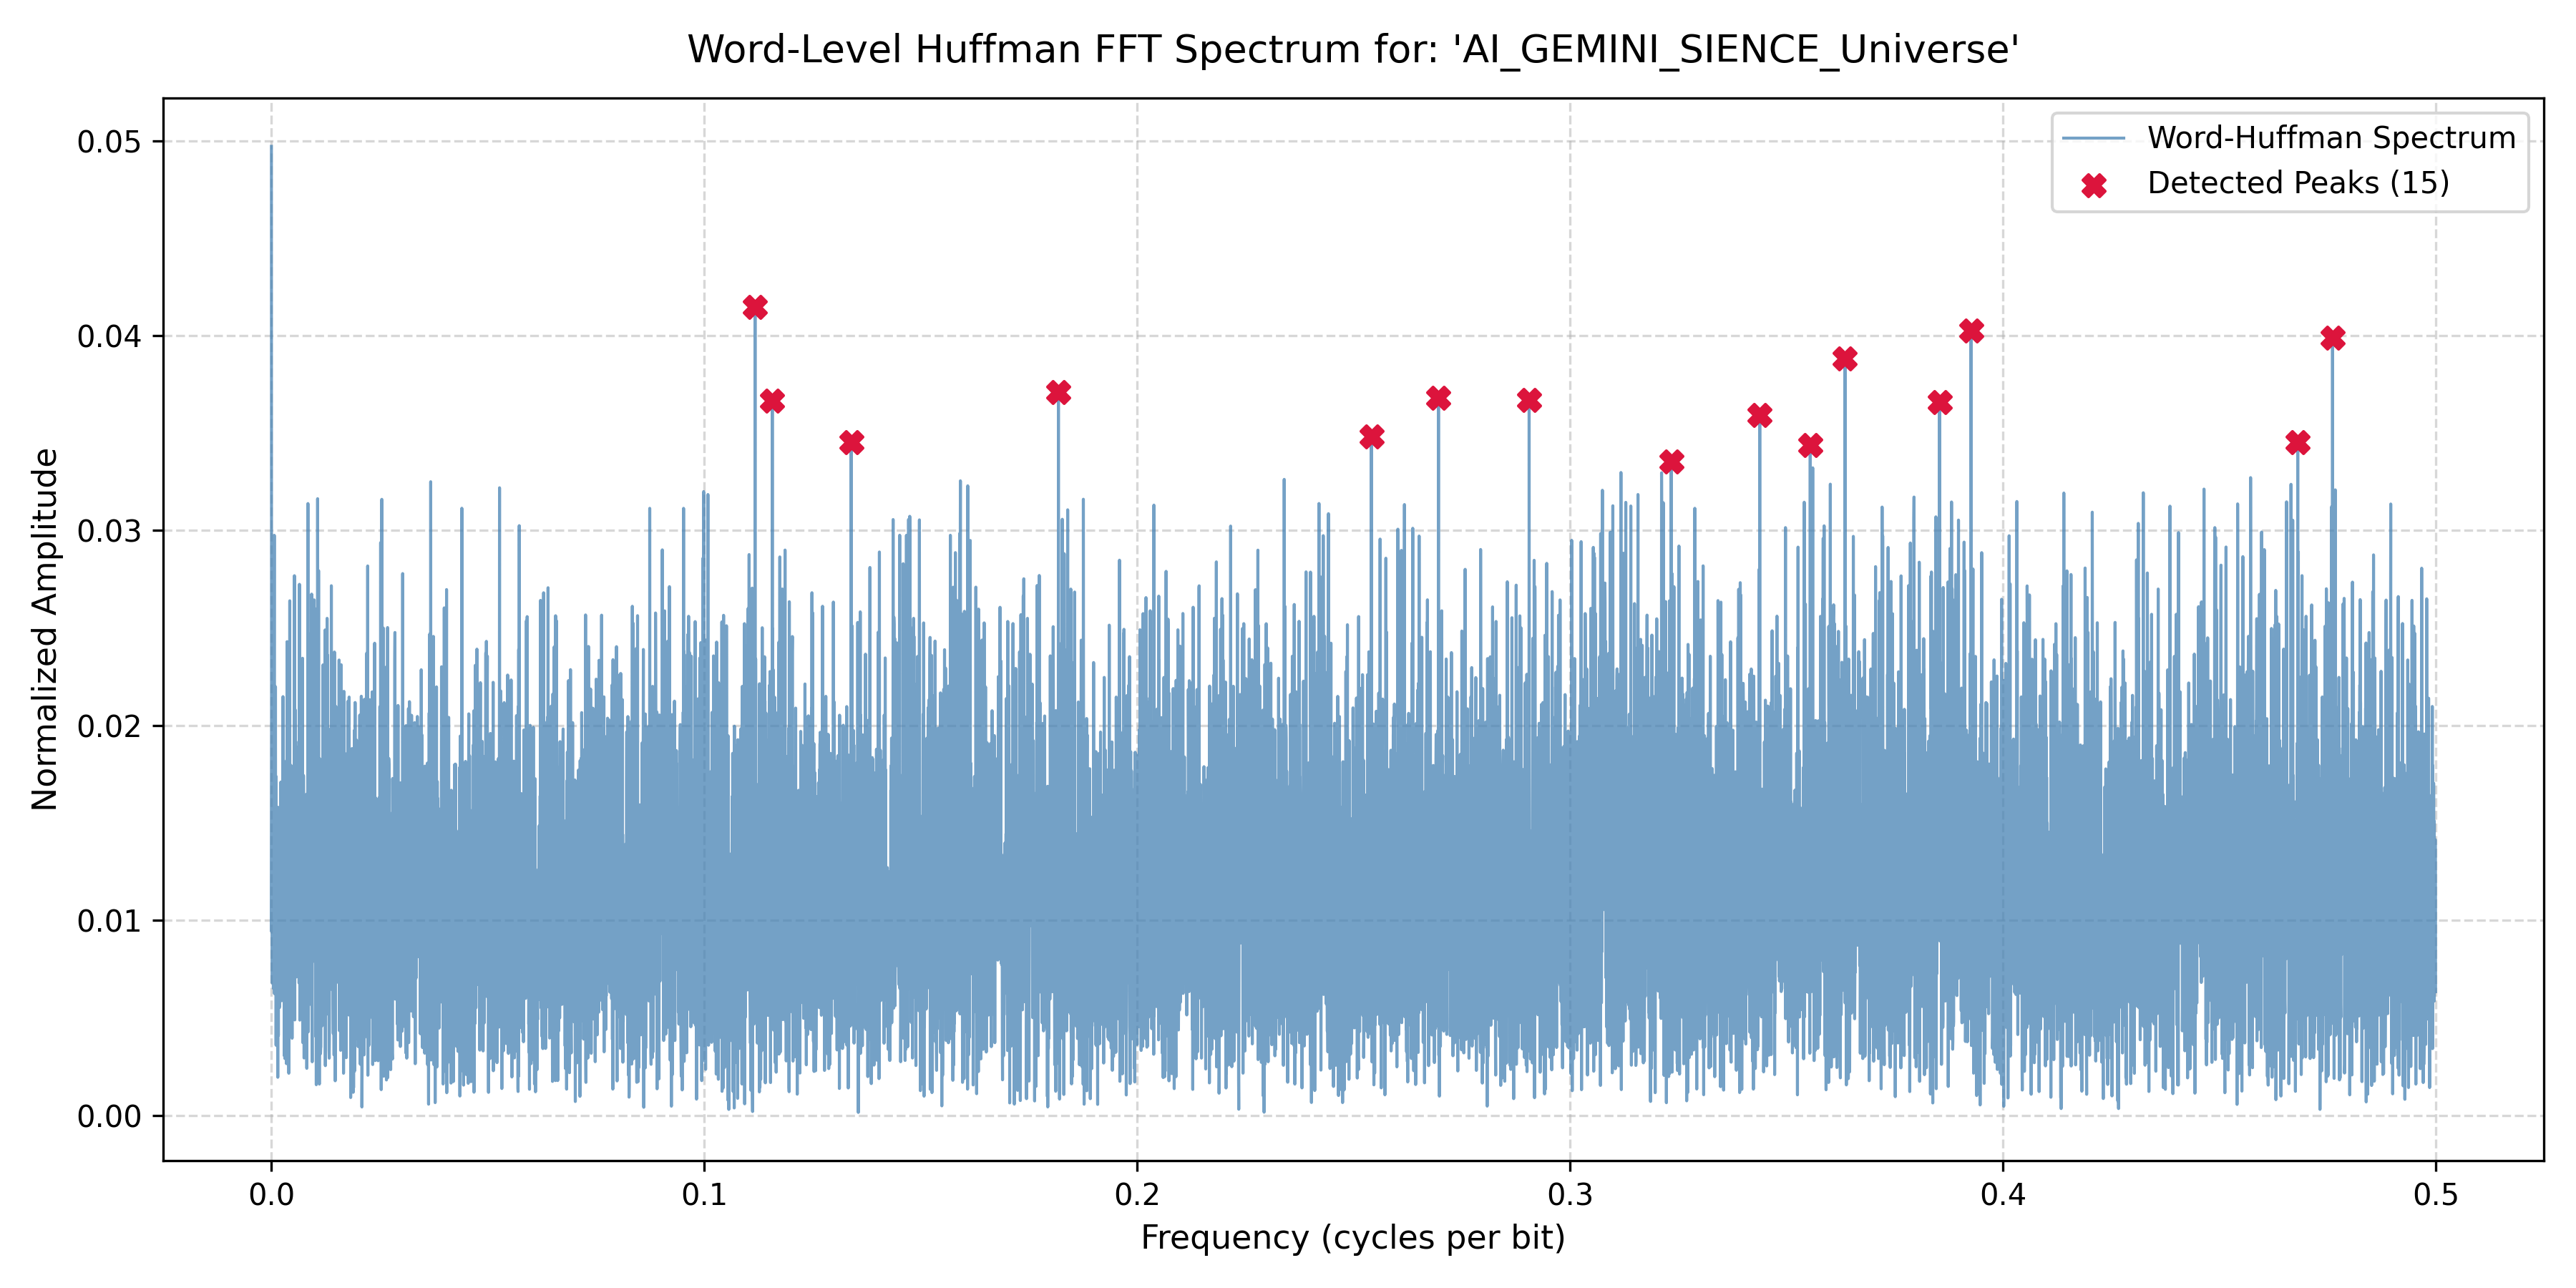 Word-Level Huffman FFT Spectrum for: 'AI_GEMINI_SIENCE_Universe'
Word-Huffman Spectrum
Detected Peaks (15)
Normalized Amplitude
0.05
0.04
0.03
0.02
0.01
0.00
0.0 0.1 0.2 0.3 0.4 0.5
Frequency (cycles per bit)